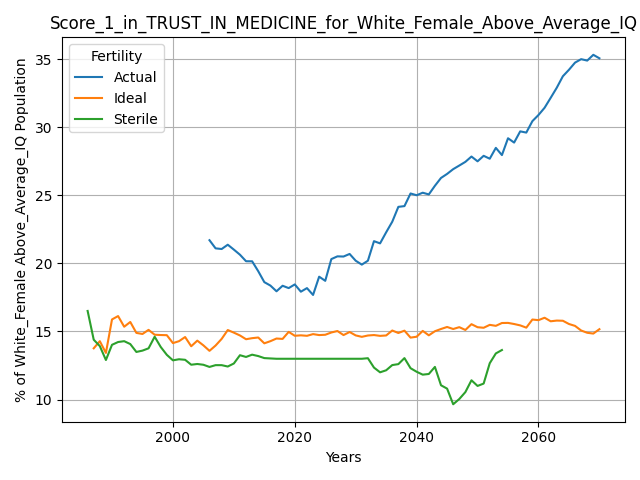 Score_1_in_TRUST_IN_MEDICINE_for_White_Female_Above_Average_IQ
Fertility
Actual
Ideal
Sterile
% of White_Female Above_Average_IQ Population
35
30
25
20
15
10
2000
2020
2040
2060
Years